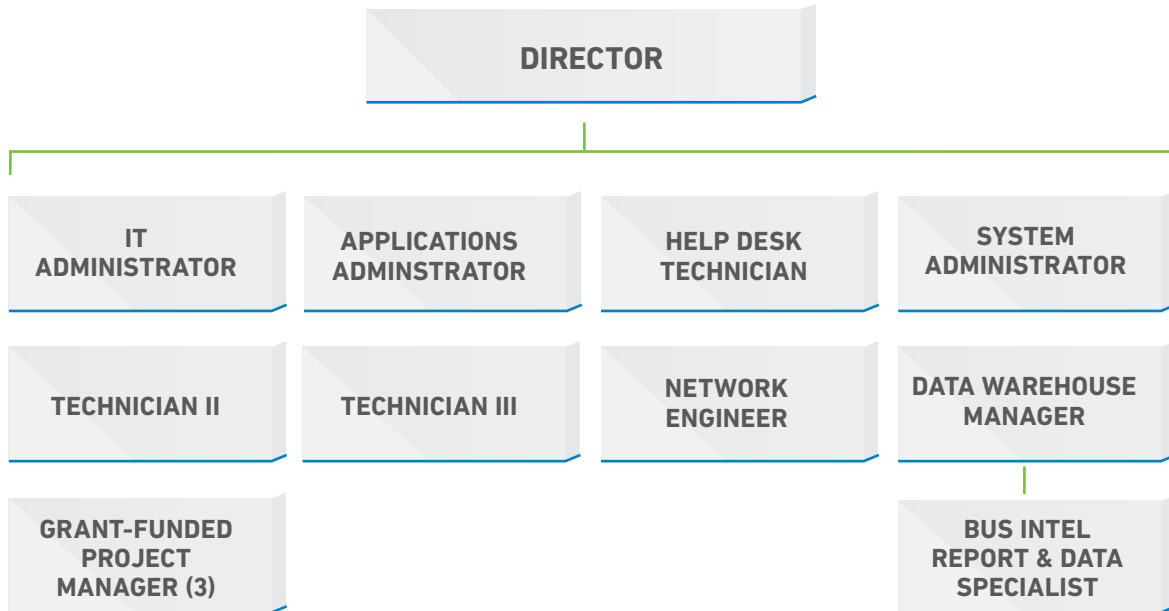 DIRECTOR
IT
ADMINISTRATOR
APPLICATIONS
ADMINSTRATOR
HELP DESK
TECHNICIAN
SYSTEM
ADMINISTRATOR
TECHNICIAN II
TECHNICIAN III
NETWORK
ENGINEER
DATA WAREHOUSE
MANAGER
GRANT-FUNDED
PROJECT
MANAGER (3)
BUS INTEL
REPORT & DATA
SPECIALIST